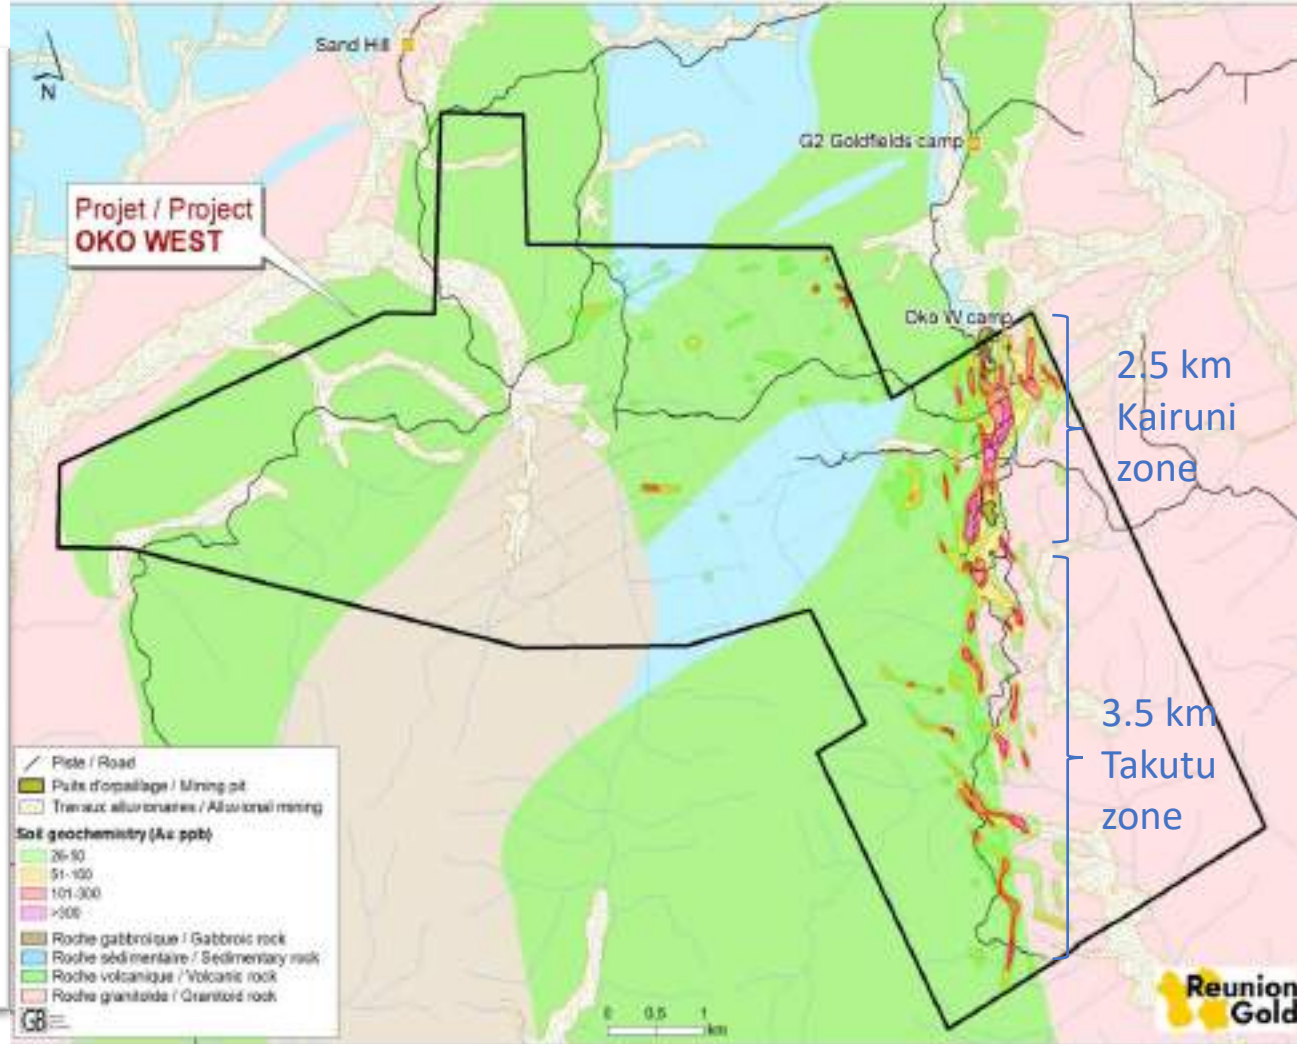 Sand Hill
N
G2 Goldfields camp
Projet / Project
OKO WEST
Oko W camp
2.5 km
Kairuni
zone
3.5 km
Takutu
zone
Piste / Road
Puits d'orpaillage / Mining pit
Travaux alluvionaires / Alluvional mining
Soil geochemistry (Au ppb)
26-50
51-100
101-300
>300
Roche gabbroïque / Gabbroic rock
Roche sédimentaire / Sedimentary rock
Roche volcanique / Volcanic rock
Roche granitoïde / Granitoid rock
GB
0 0,5 1
km
Reunion
Gold